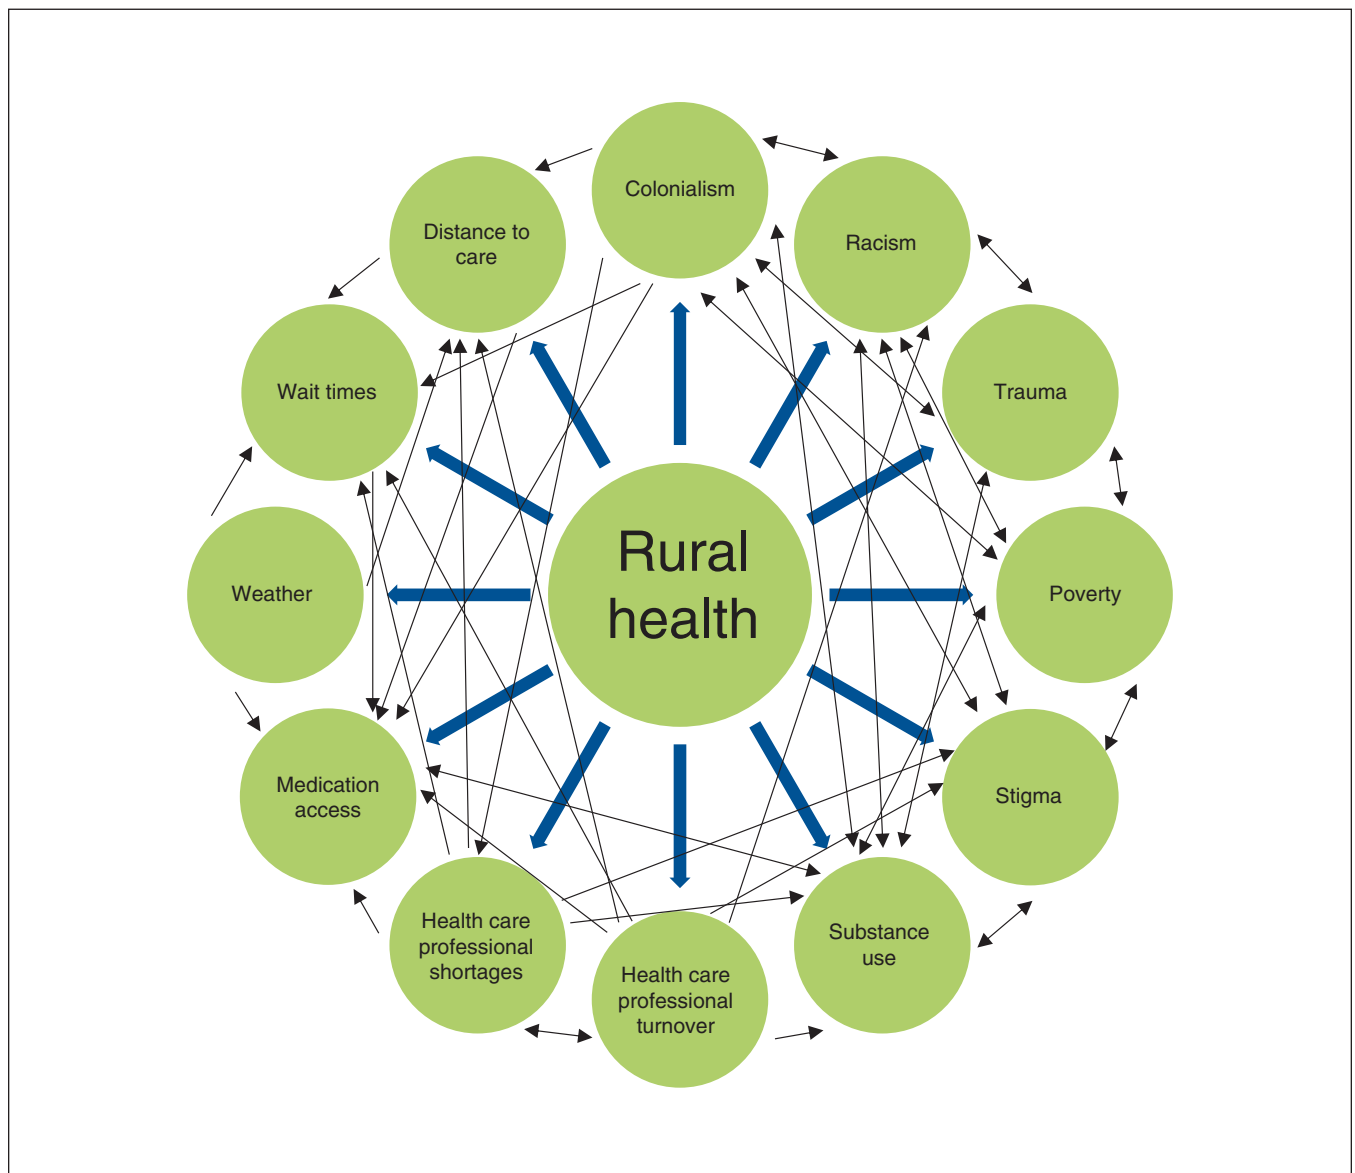 Colonialism
Racism
Distance to
care
Trauma
Wait times
Rural
health
Weather
Poverty
Medication
access
Stigma
Health care
professional
shortages
Substance
use
Health care
professional
turnover